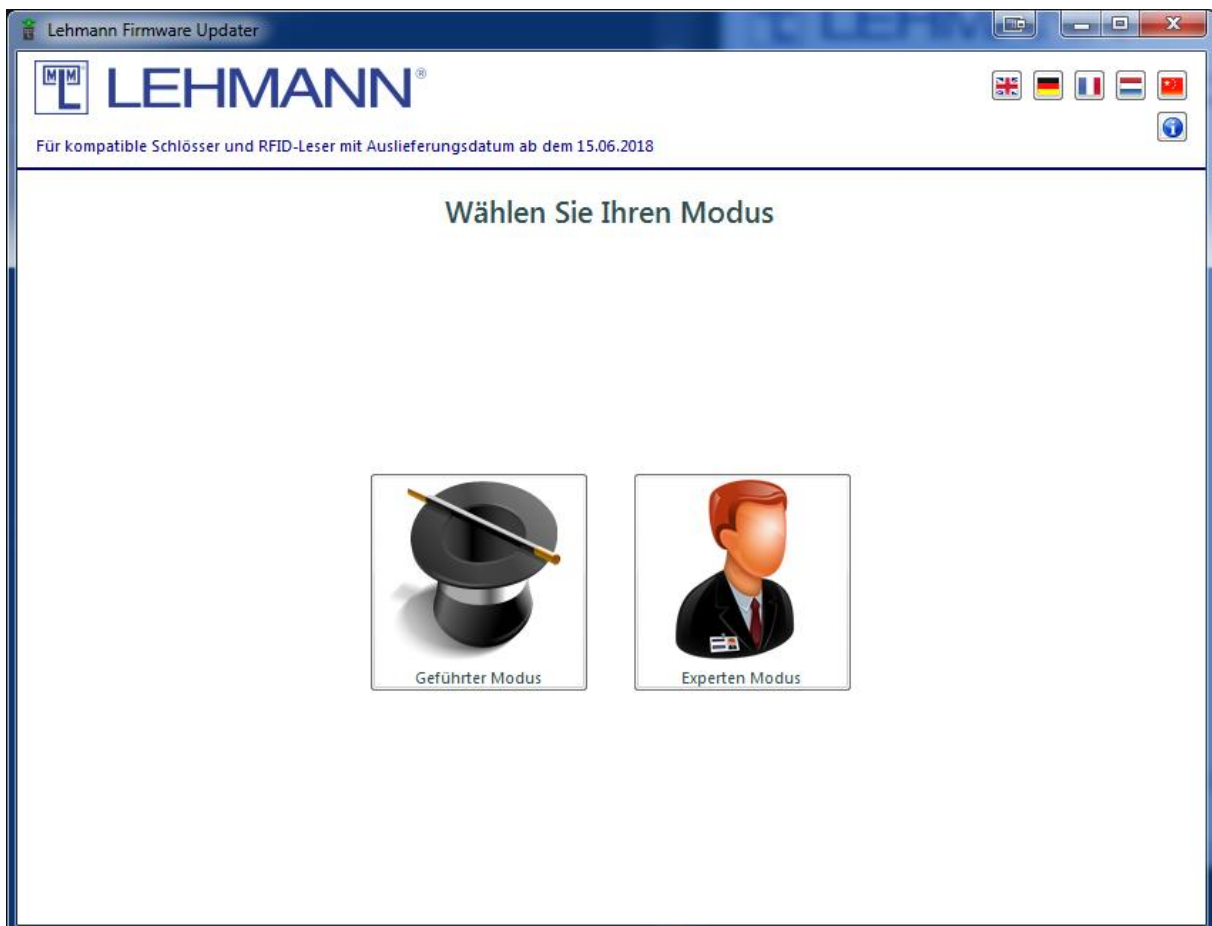 Lehmann Firmware Updater
LEHMANN®
Für kompatible Schlösser und RFID-Leser mit Auslieferungsdatum ab dem 15.06.2018
Wählen Sie Ihren Modus
Geführter Modus
Experten Modus